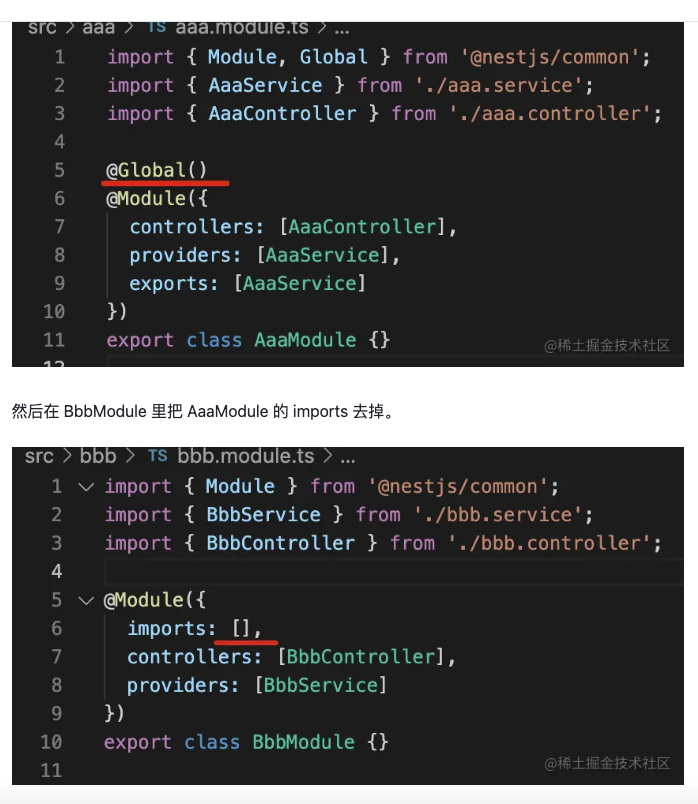 src > aaa > TS aaa.module.ts > ...
1 import { Module, Global } from '@nestjs/common';
2 import { AaaService } from './aaa.service';
3 import { AaaController } from './aaa.controller';
4
5 @Global()
6 @Module({
7 controllers: [AaaController],
8 providers: [AaaService],
9 exports: [AaaService]
10 })
11 export class AaaModule {}
12
@稀土掘金技术社区
然后在 BbbModule 里把 AaaModule 的 imports 去掉。
src > bbb > TS bbb.module.ts > ...
1 import { Module } from '@nestjs/common';
2 import { BbbService } from './bbb.service';
3 import { BbbController } from './bbb.controller';
4
5 @Module({
6 imports: [],
7 controllers: [BbbController],
8 providers: [BbbService]
9 })
10 export class BbbModule {}
11
@稀土掘金技术社区